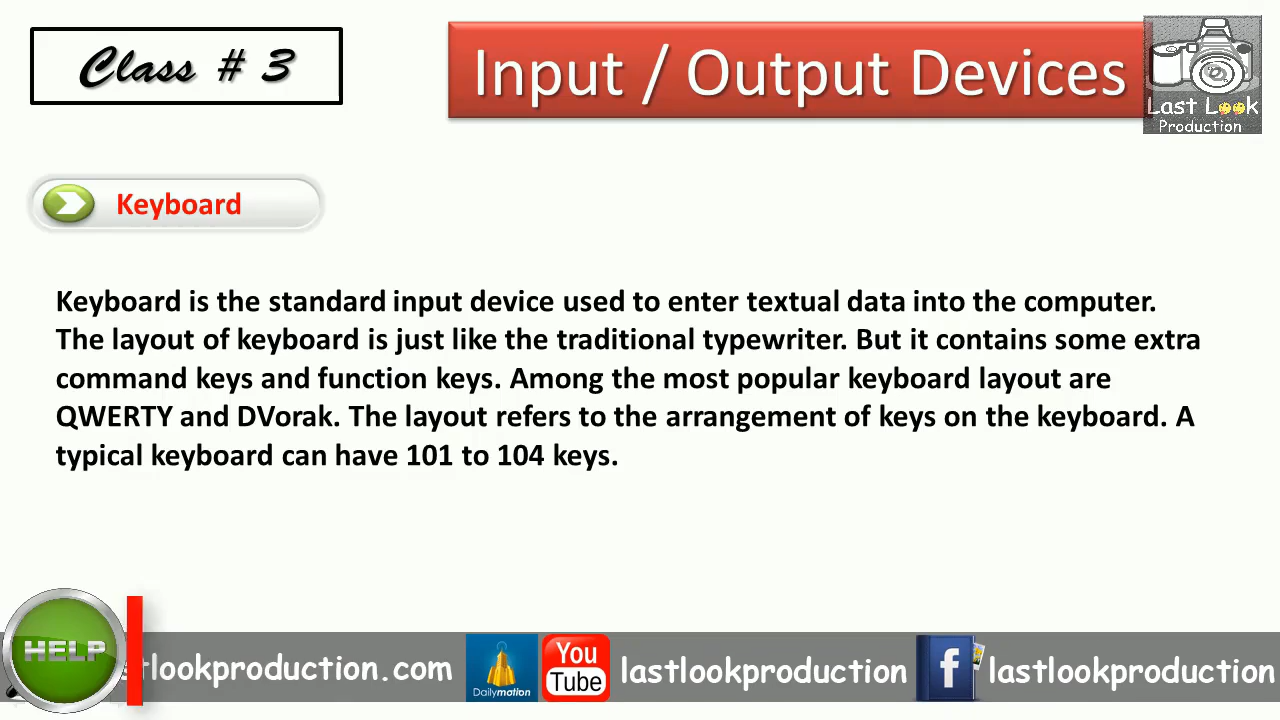 Class # 3
Input / Output Devices
Last Look
Production
Keyboard
Keyboard is the standard input device used to enter textual data into the computer.
The layout of keyboard is just like the traditional typewriter. But it contains some extra
command keys and function keys. Among the most popular keyboard layout are
QWERTY and DVorak. The layout refers to the arrangement of keys on the keyboard. A
typical keyboard can have 101 to 104 keys.
HELP
stlookproduction.com
Dailymotion
You
Tube
lastlookproduction
f
lastlookproduction